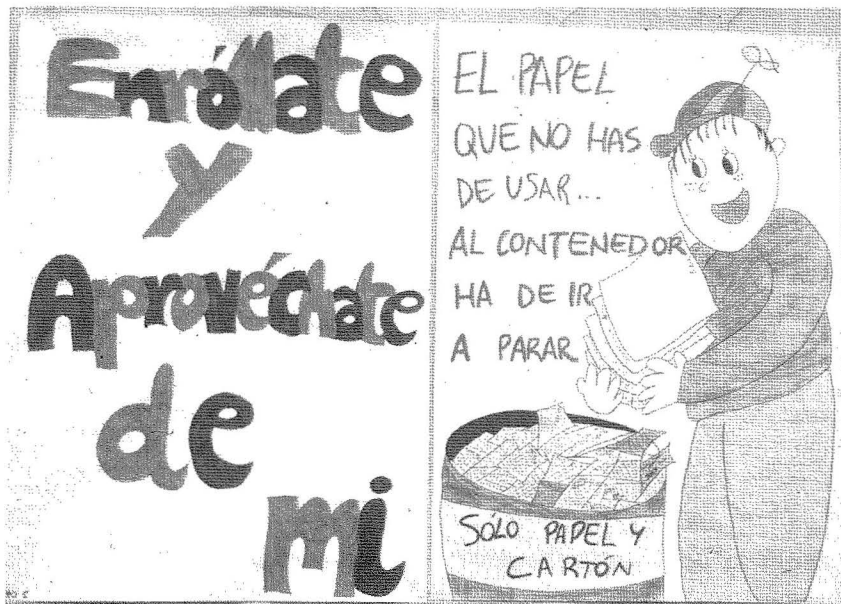 Enróllate
y
Aprovéchate
de
mi
EL PAPEL
QUE NO HAS
DE USAR...
AL CONTENEDOR
HA DE IR
A PARAR
SÓLO PAPEL Y
CARTÓN